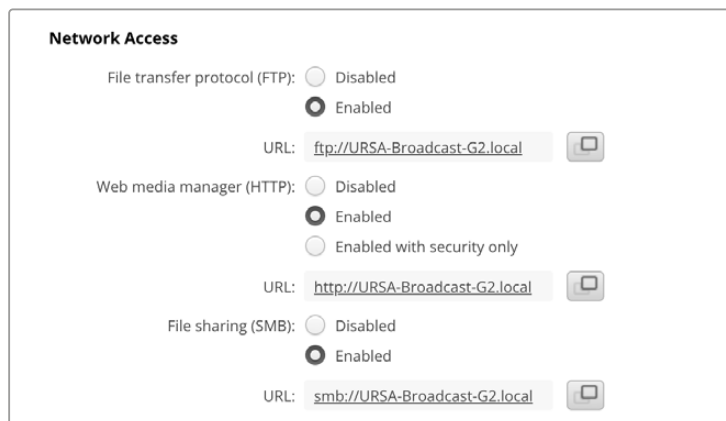 Network Access
File transfer protocol (FTP): Disabled
Enabled
URL: ftp://URSA-Broadcast-G2.local
Web media manager (HTTP): Disabled
Enabled
Enabled with security only
URL: http://URSA-Broadcast-G2.local
File sharing (SMB): Disabled
Enabled
URL: smb://URSA-Broadcast-G2.local